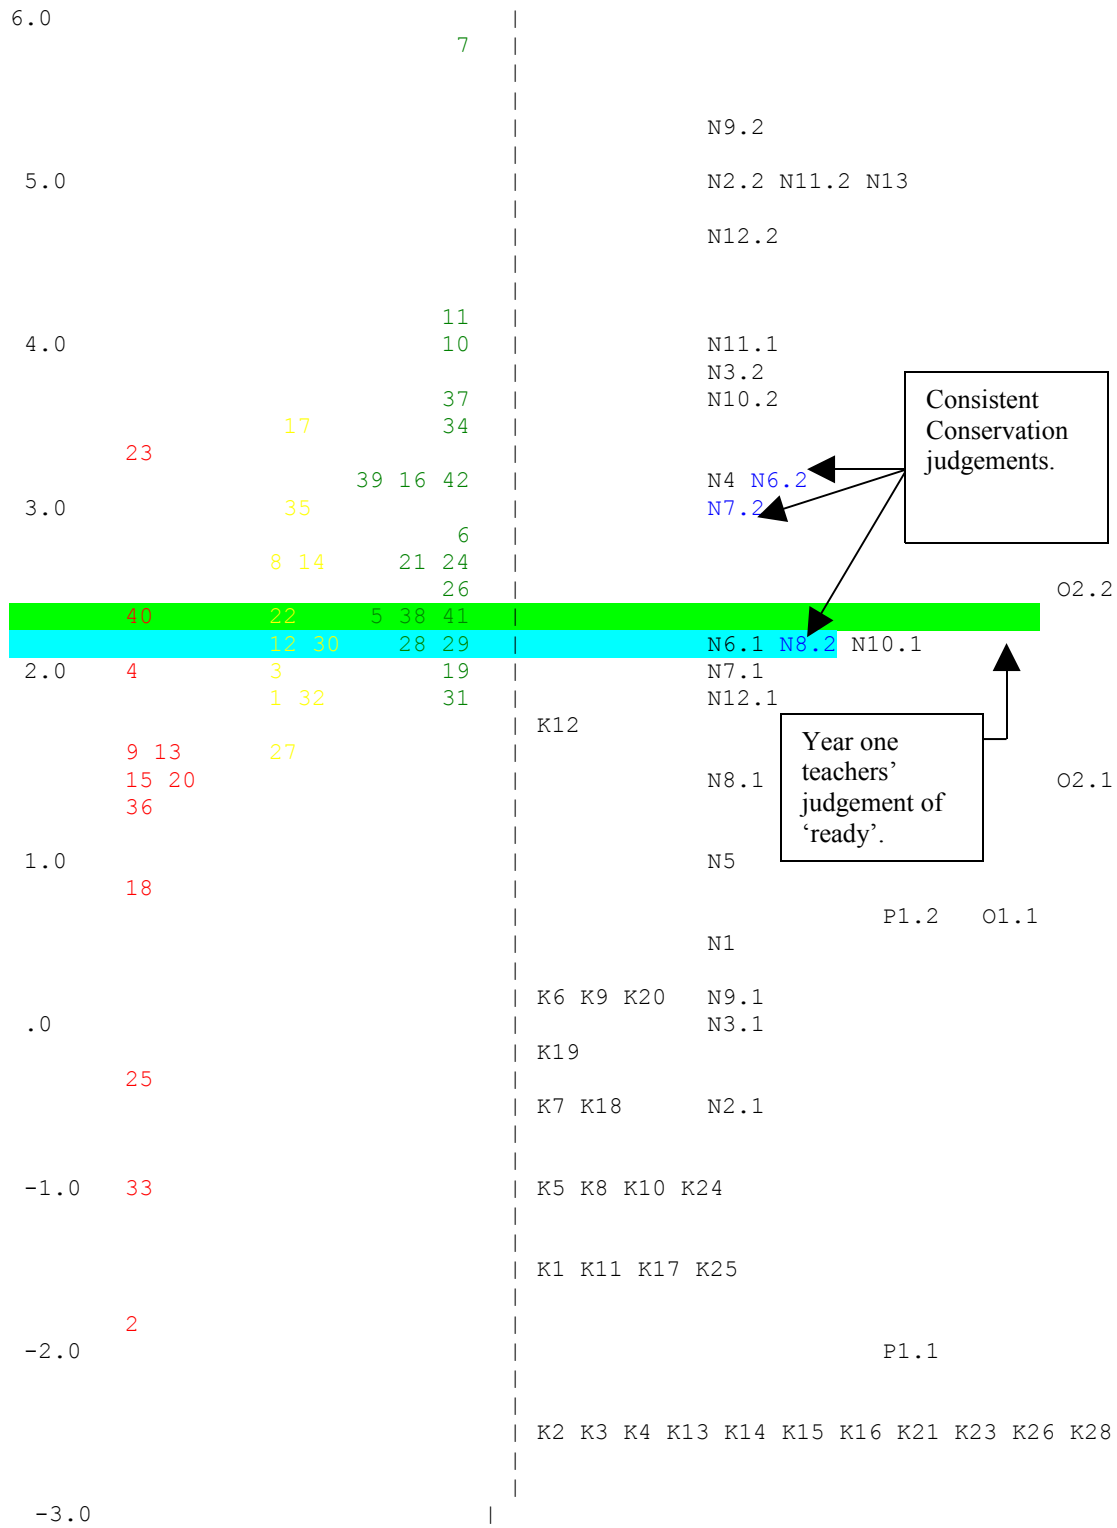 6.0 |
7 |
|
|
N9.2
|
5.0 | N2.2 N11.2 N13
|
| N12.2
|
|
11 |
4.0 10 | N11.1
| N3.2
37 | N10.2
17 34 |
23 |
39 16 42 | N4 N6.2
3.0 35 | N7.2
6 |
8 14 21 24 |
26 | O2.2
40 22 5 38 41 |
12 30 28 29 | N6.1 N8.2 N10.1
2.0 4 3 19 | N7.1
1 32 31 | N12.1
| K12
9 13 27 |
15 20 | N8.1 O2.1
36 |
|
1.0 | N5
18 |
| P1.2 O1.1
| N1
|
| K6 K9 K20 N9.1
.0 | N3.1
| K19
25 |
| K7 K18 N2.1
|
|
-1.0 33 | K5 K8 K10 K24
|
|
| K1 K11 K17 K25
|
2 |
-2.0 | P1.1
|
|
| K2 K3 K4 K13 K14 K15 K16 K21 K23 K26 K28
|
|
-3.0 |
Consistent
Conservation
judgements.
Year one
teachers’
judgement of
‘ready’.